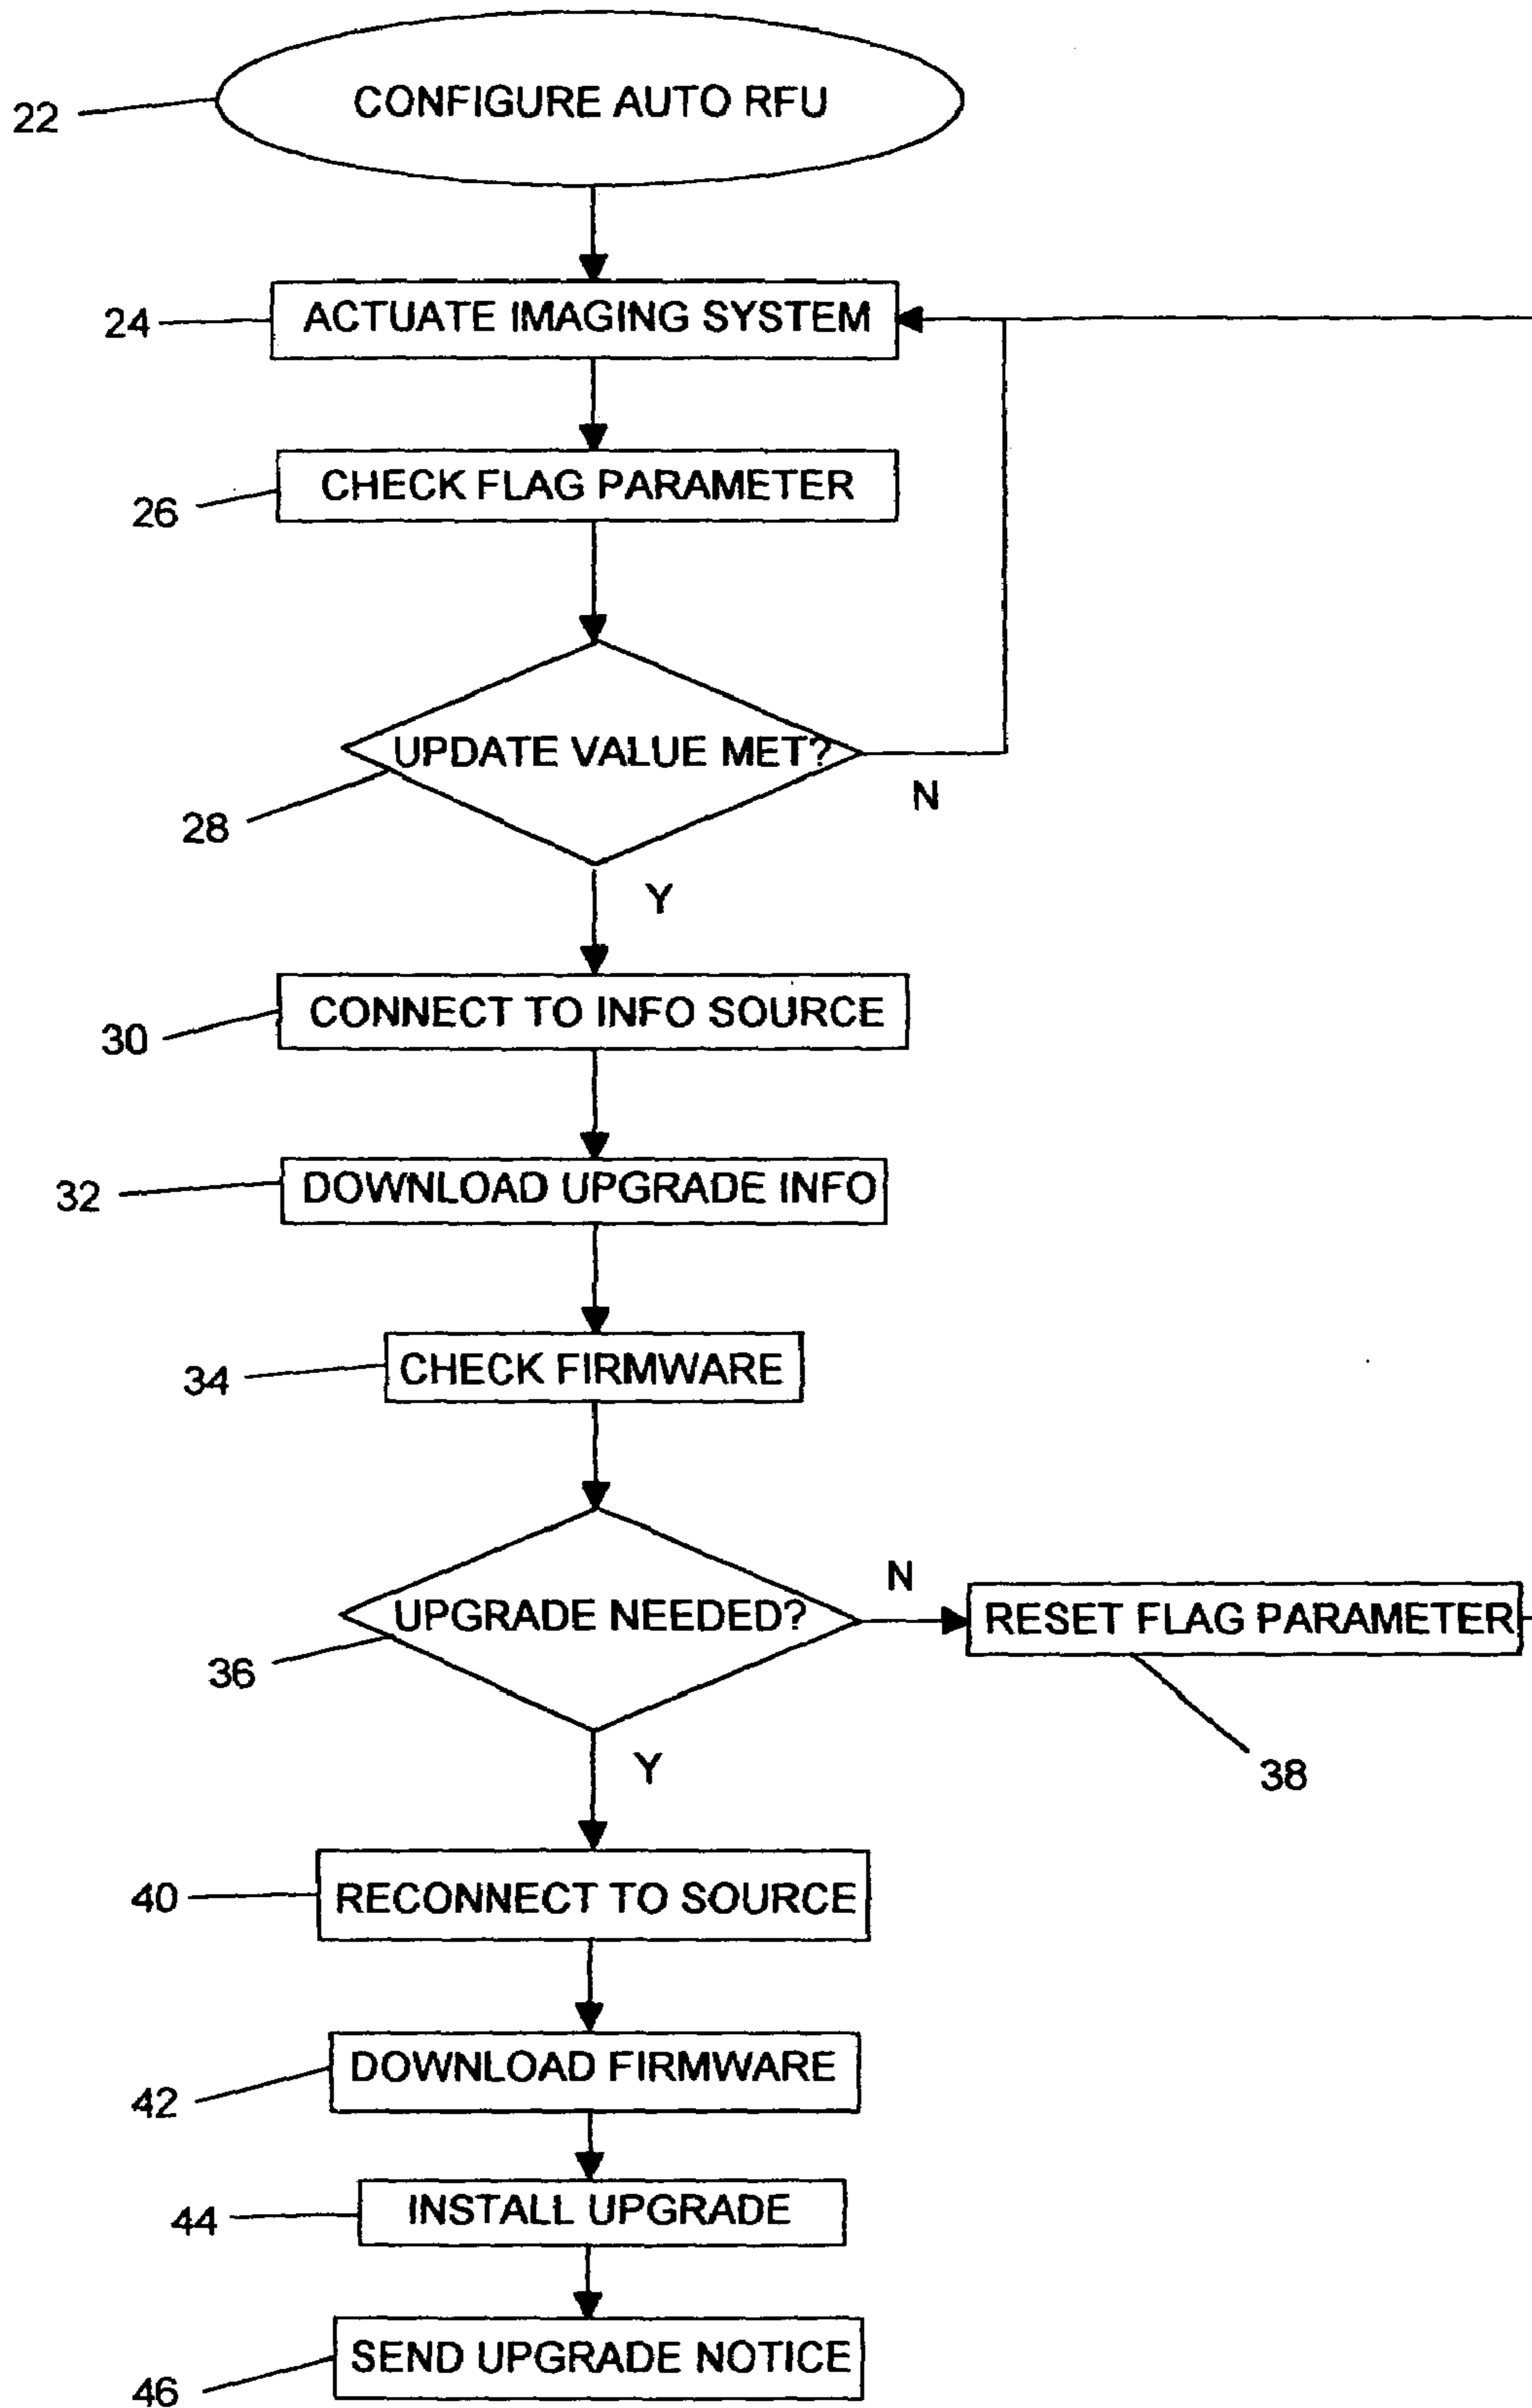 CONFIGURE AUTO RFU
22
ACTUATE IMAGING SYSTEM
24
CHECK FLAG PARAMETER
26
UPDATE VALUE MET?
28
N
Y
CONNECT TO INFO SOURCE
30
DOWNLOAD UPGRADE INFO
32
CHECK FIRMWARE
34
UPGRADE NEEDED?
36
N
RESET FLAG PARAMETER
38
Y
RECONNECT TO SOURCE
40
DOWNLOAD FIRMWARE
42
INSTALL UPGRADE
44
SEND UPGRADE NOTICE
46